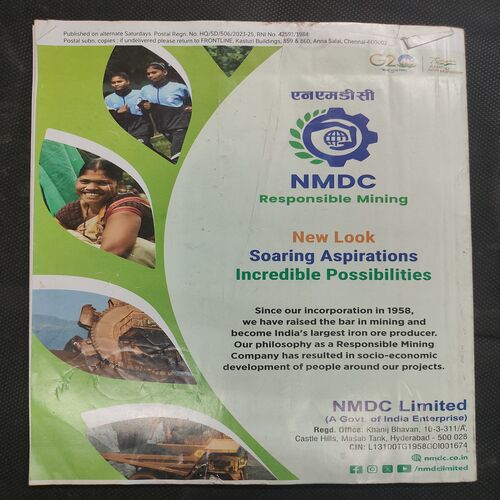 Published on alternate Saturdays. Postal Regn. No. HQ/SD/506/2023-25, RNI No. 42591/1984
Postal subn. copies : if undelivered please return to FRONTLINE, Kasturi Buildings, 859 & 860, Anna Salai, Chennai-600002
G20
एनएमडीसी
NMDC
Responsible Mining
New Look
Soaring Aspirations
Incredible Possibilities
Since our incorporation in 1958,
we have raised the bar in mining and
become India's largest iron ore producer.
Our philosophy as a Responsible Mining
Company has resulted in socio-economic
development of people around our projects.
NMDC Limited
(A Govt. of India Enterprise)
Regd. Office: Khanij Bhavan, 10-3-311/A,
Castle Hills, Masab Tank, Hyderabad - 500 028
CIN: L13100TG1958GOI001674
nmdc.co.in
/nmdclimited